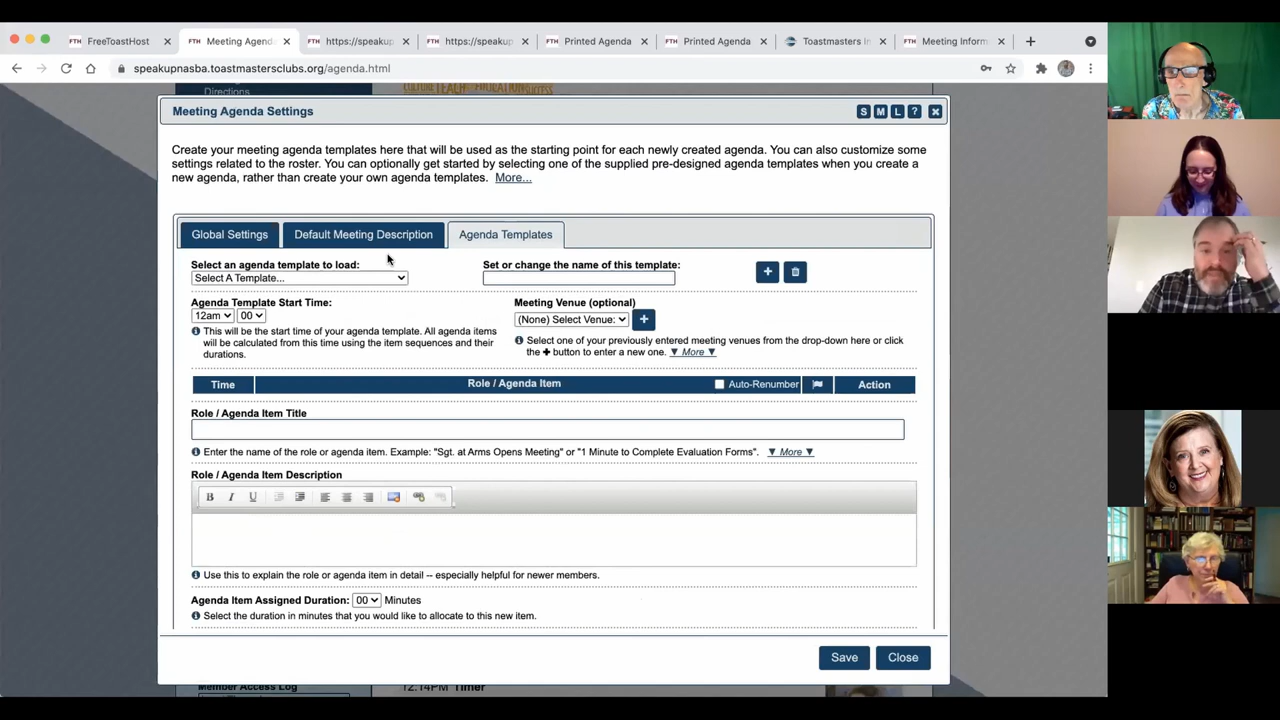 FTH FreeToastHost ×
FTH Meeting Agenda ×
FTH https://speakup ×
FTH https://speakup ×
FTH Printed Agenda ×
FTH Printed Agenda ×
Toastmasters In ×
FTH Meeting Inform ×
speakupnasba.toastmastersclubs.org/agenda.html
Directions
CULTURE TEACH SUCCESS
Meeting Agenda Settings
S M L ?
Create your meeting agenda templates here that will be used as the starting point for each newly created agenda. You can also customize some
settings related to the roster. You can optionally get started by selecting one of the supplied pre-designed agenda templates when you create a
new agenda, rather than create your own agenda templates. More...
Global Settings Default Meeting Description Agenda Templates
Select an agenda template to load: Set or change the name of this template:
Select A Template...
Agenda Template Start Time: Meeting Venue (optional)
12am 00 (None) Select Venue:
This will be the start time of your agenda template. All agenda items
will be calculated from this time using the item sequences and their
durations.
Select one of your previously entered meeting venues from the drop-down here or click
the ✚ button to enter a new one. ▼ More ▼
Time Role / Agenda Item Auto-Renumber Action
Role / Agenda Item Title
Enter the name of the role or agenda item. Example: "Sgt. at Arms Opens Meeting" or "1 Minute to Complete Evaluation Forms". ▼ More ▼
Role / Agenda Item Description
B I U
Use this to explain the role or agenda item in detail -- especially helpful for newer members.
Agenda Item Assigned Duration: 00 Minutes
Select the duration in minutes that you would like to allocate to this new item.
Save Close
Member Access Log
12:14PM Timer